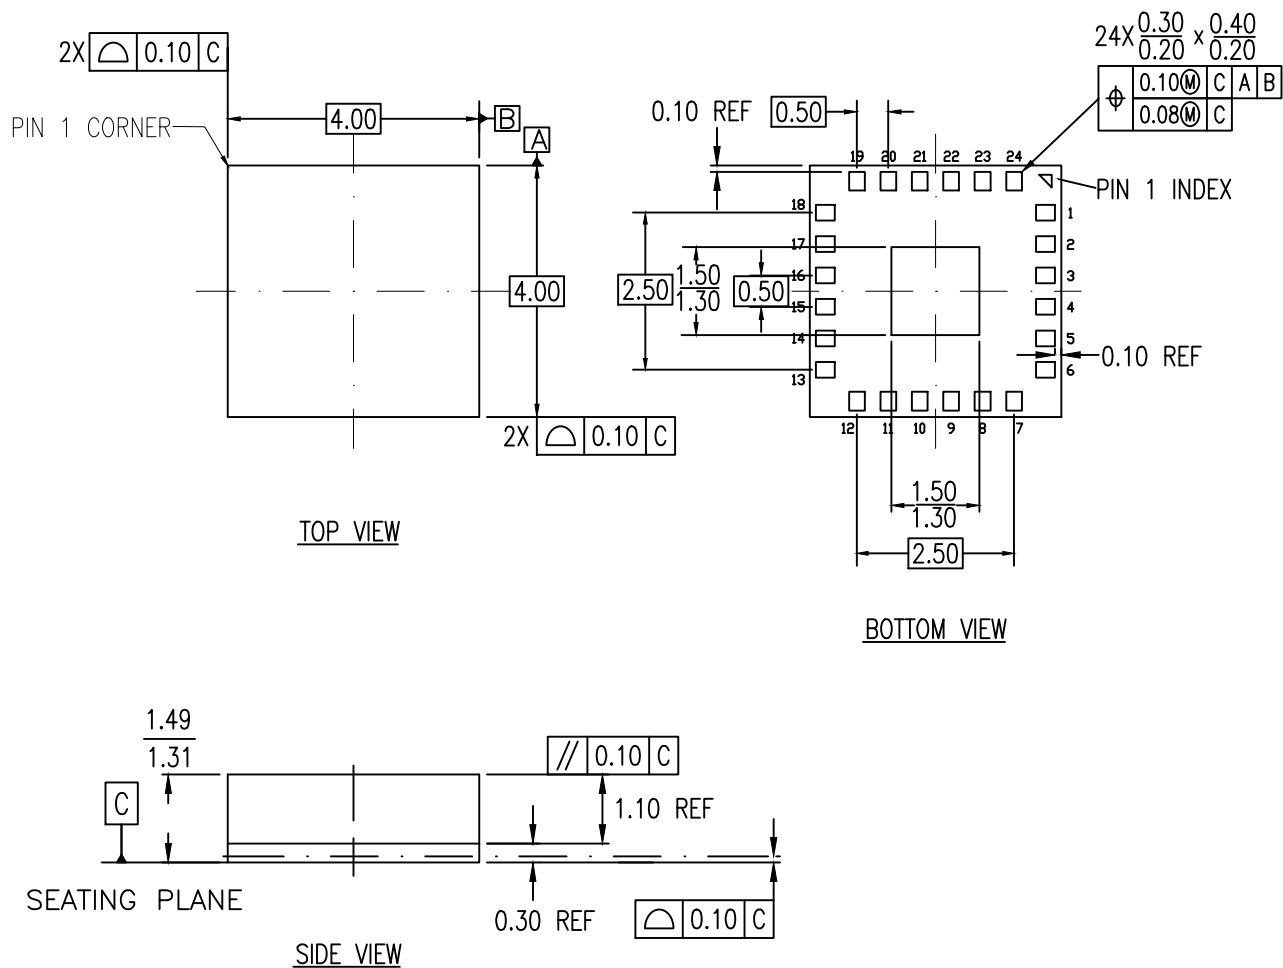 2X 0.10 C
PIN 1 CORNER
4.00
B
A
4.00
2X 0.10 C
TOP VIEW
24X 0.30 x 0.40
0.20 0.20
0.10Ⓜ C A B
0.08Ⓜ C
0.10 REF
0.50
19 20 21 22 23 24
PIN 1 INDEX
18
17
16
15
14
13
1
2
3
4
5
6
2.50
1.50
1.30
0.50
0.10 REF
12 11 10 9 8 7
1.50
1.30
2.50
BOTTOM VIEW
1.49
1.31
C
// 0.10 C
1.10 REF
SEATING PLANE
0.30 REF
0.10 C
SIDE VIEW